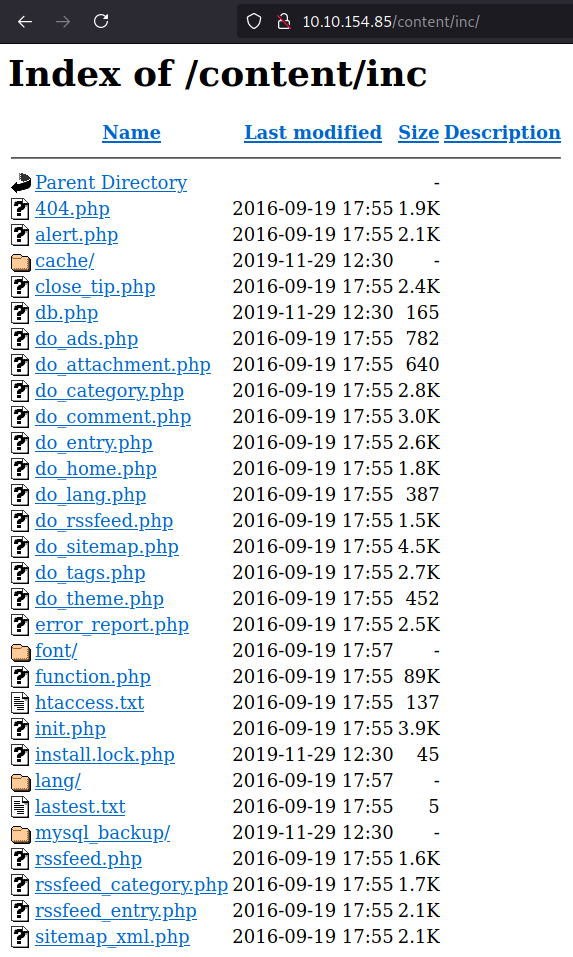 10.10.154.85/content/inc/
Index of /content/inc
Name Last modified Size Description
Parent Directory -
404.php 2016-09-19 17:55 1.9K
alert.php 2016-09-19 17:55 2.1K
cache/ 2019-11-29 12:30 -
close_tip.php 2016-09-19 17:55 2.4K
db.php 2019-11-29 12:30 165
do_ads.php 2016-09-19 17:55 782
do_attachment.php 2016-09-19 17:55 640
do_category.php 2016-09-19 17:55 2.8K
do_comment.php 2016-09-19 17:55 3.0K
do_entry.php 2016-09-19 17:55 2.6K
do_home.php 2016-09-19 17:55 1.8K
do_lang.php 2016-09-19 17:55 387
do_rssfeed.php 2016-09-19 17:55 1.5K
do_sitemap.php 2016-09-19 17:55 4.5K
do_tags.php 2016-09-19 17:55 2.7K
do_theme.php 2016-09-19 17:55 452
error_report.php 2016-09-19 17:55 2.5K
font/ 2016-09-19 17:57 -
function.php 2016-09-19 17:55 89K
htaccess.txt 2016-09-19 17:55 137
init.php 2016-09-19 17:55 3.9K
install.lock.php 2019-11-29 12:30 45
lang/ 2016-09-19 17:57 -
lastest.txt 2016-09-19 17:55 5
mysql_backup/ 2019-11-29 12:30 -
rssfeed.php 2016-09-19 17:55 1.6K
rssfeed_category.php 2016-09-19 17:55 1.7K
rssfeed_entry.php 2016-09-19 17:55 2.1K
sitemap_xml.php 2016-09-19 17:55 2.1K